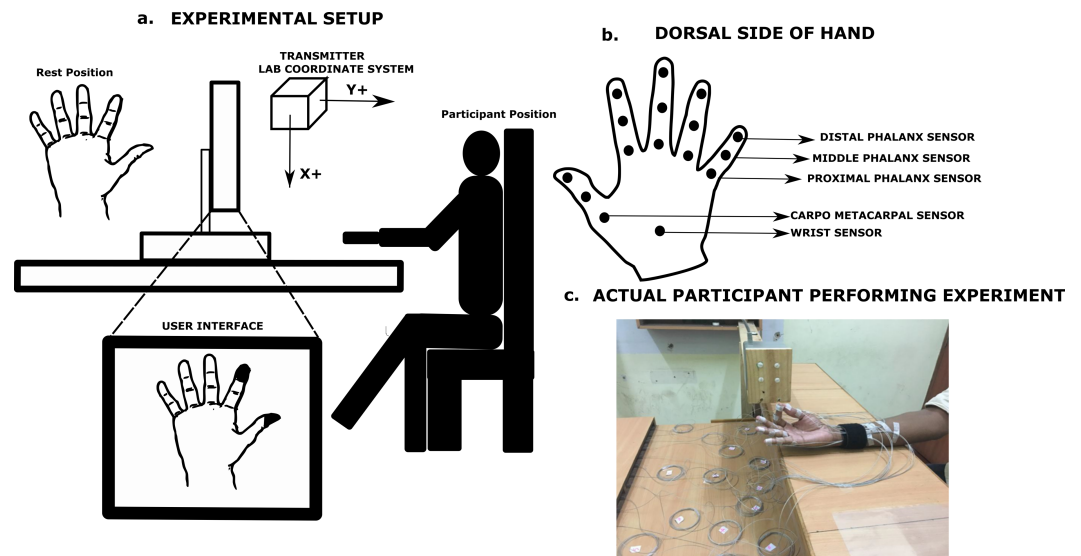 a. EXPERIMENTAL SETUP
Rest Position
TRANSMITTER
LAB COORDINATE SYSTEM
Y+
X+
Participant Position
USER INTERFACE
b. DORSAL SIDE OF HAND
DISTAL PHALANX SENSOR
MIDDLE PHALANX SENSOR
PROXIMAL PHALANX SENSOR
CARPO METACARPAL SENSOR
WRIST SENSOR
c. ACTUAL PARTICIPANT PERFORMING EXPERIMENT